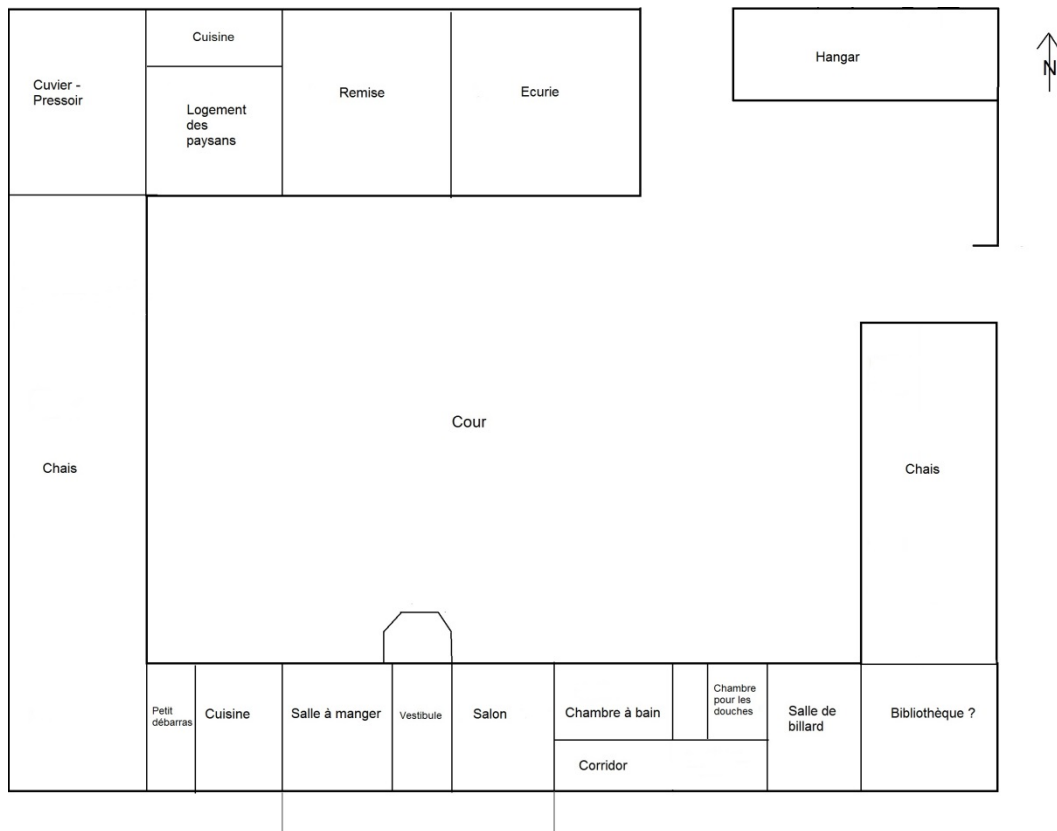 Cuisine
Hangar
N
Cuvier -
Pressoir
Remise
Ecurie
Logement
des
paysans
Cour
Chais
Chais
Petit
débarras
Cuisine
Salle à manger
Vestibule
Salon
Chambre à bain
Chambre
pour les
douches
Salle de
billard
Bibliothèque ?
Corridor